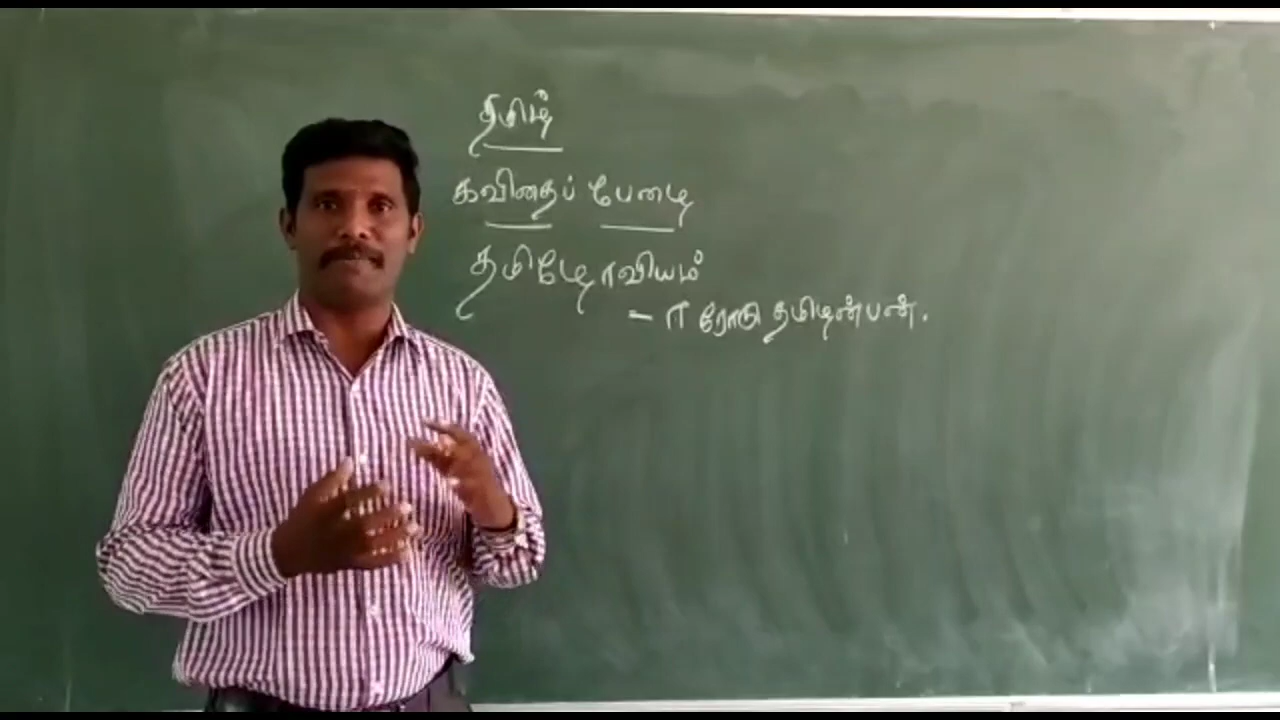 தமிழ்
கவிதைப் பேழை
தமிழோவியம்
– ஈரோடு தமிழன்பன்.